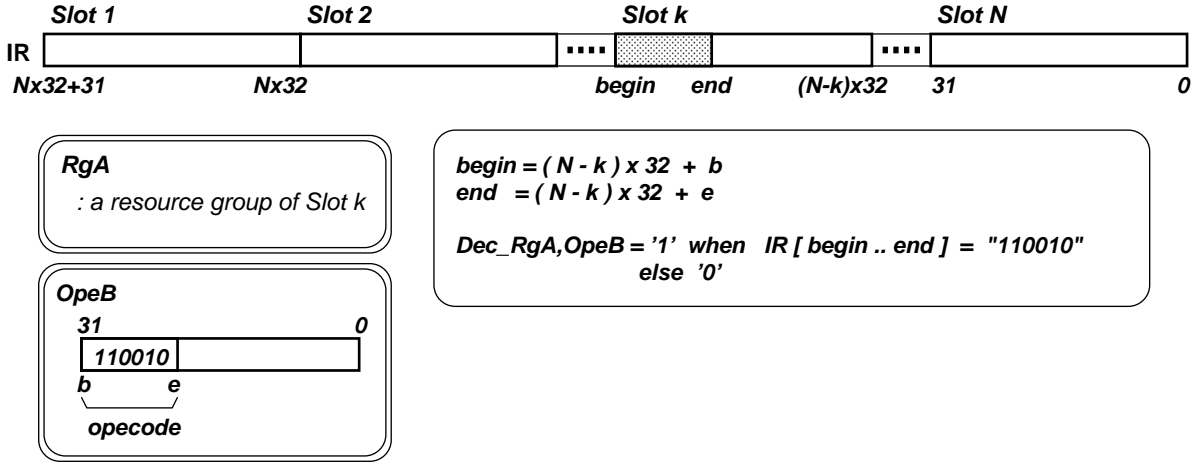 Slot 1 Slot 2 Slot k Slot N
IR
Nx32+31 Nx32 begin end (N-k)x32 31 0
RgA
: a resource group of Slot k
begin = ( N - k ) x 32 + b
end = ( N - k ) x 32 + e
Dec_RgA,OpeB = '1' when IR [ begin .. end ] = "110010"
else '0'
OpeB
31 0
110010
b e
opecode